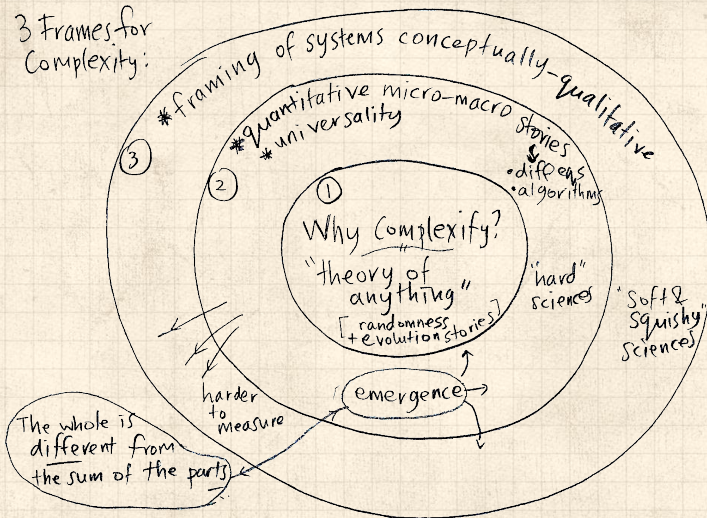 3 Frames for
Complexity:
*framing of systems conceptually-qualitative
*quantitative micro-macro stories
*universality
•diff eqs
•algorithms
3
2
1
Why Complexify?
"theory of
anything"
[randomness
+ evolution stories]
"hard"
sciences
"Soft &
Squishy"
Sciences
emergence
harder
to
measure
The whole is
different from
the sum of the parts